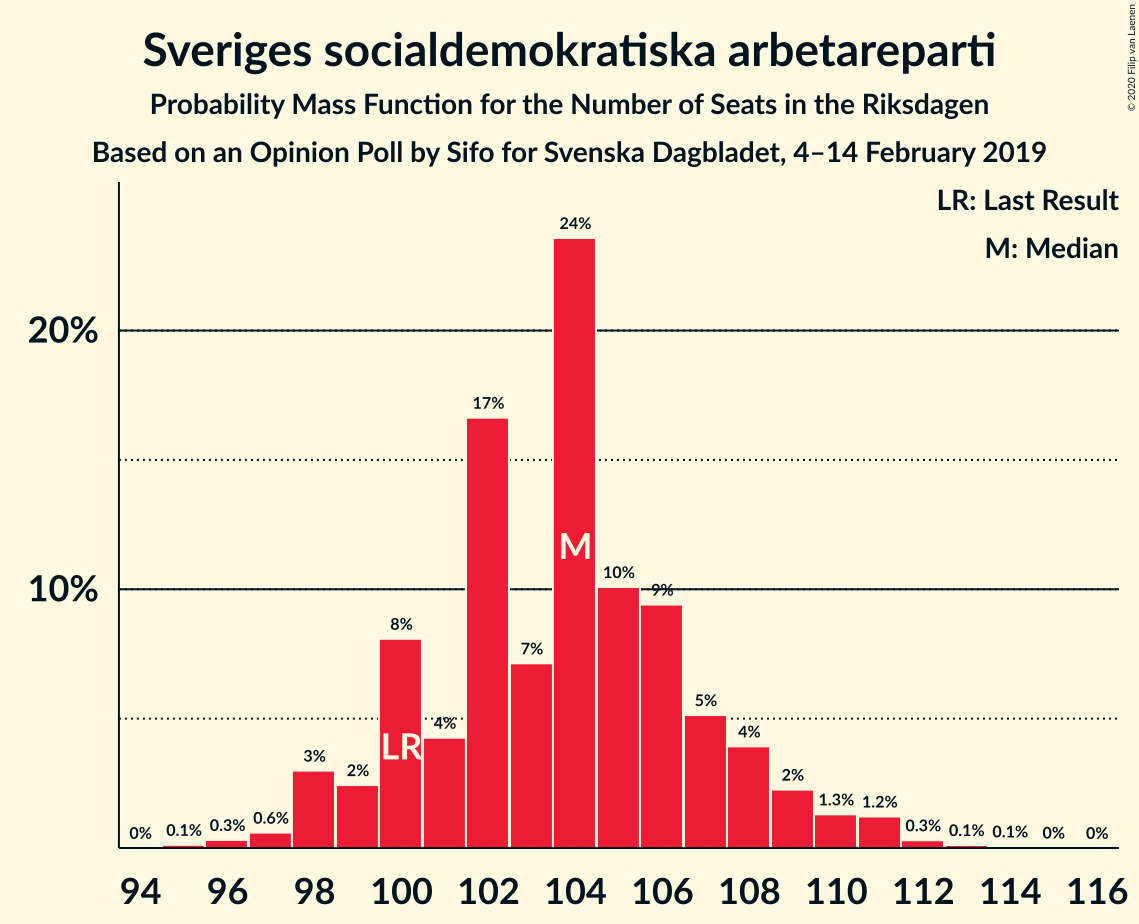 Sveriges socialdemokratiska arbetareparti
Probability Mass Function for the Number of Seats in the Riksdagen
Based on an Opinion Poll by Sifo for Svenska Dagbladet, 4–14 February 2019
© 2020 Filip van Laenen
LR: Last Result
M: Median
20%
10%
0% 0.1% 0.3% 0.6% 3% 2% 8% 4% 17% 7% 24% 10% 9% 5% 4% 2% 1.3% 1.2% 0.3% 0.1% 0.1% 0% 0%
LR
M
94 96 98 100 102 104 106 108 110 112 114 116